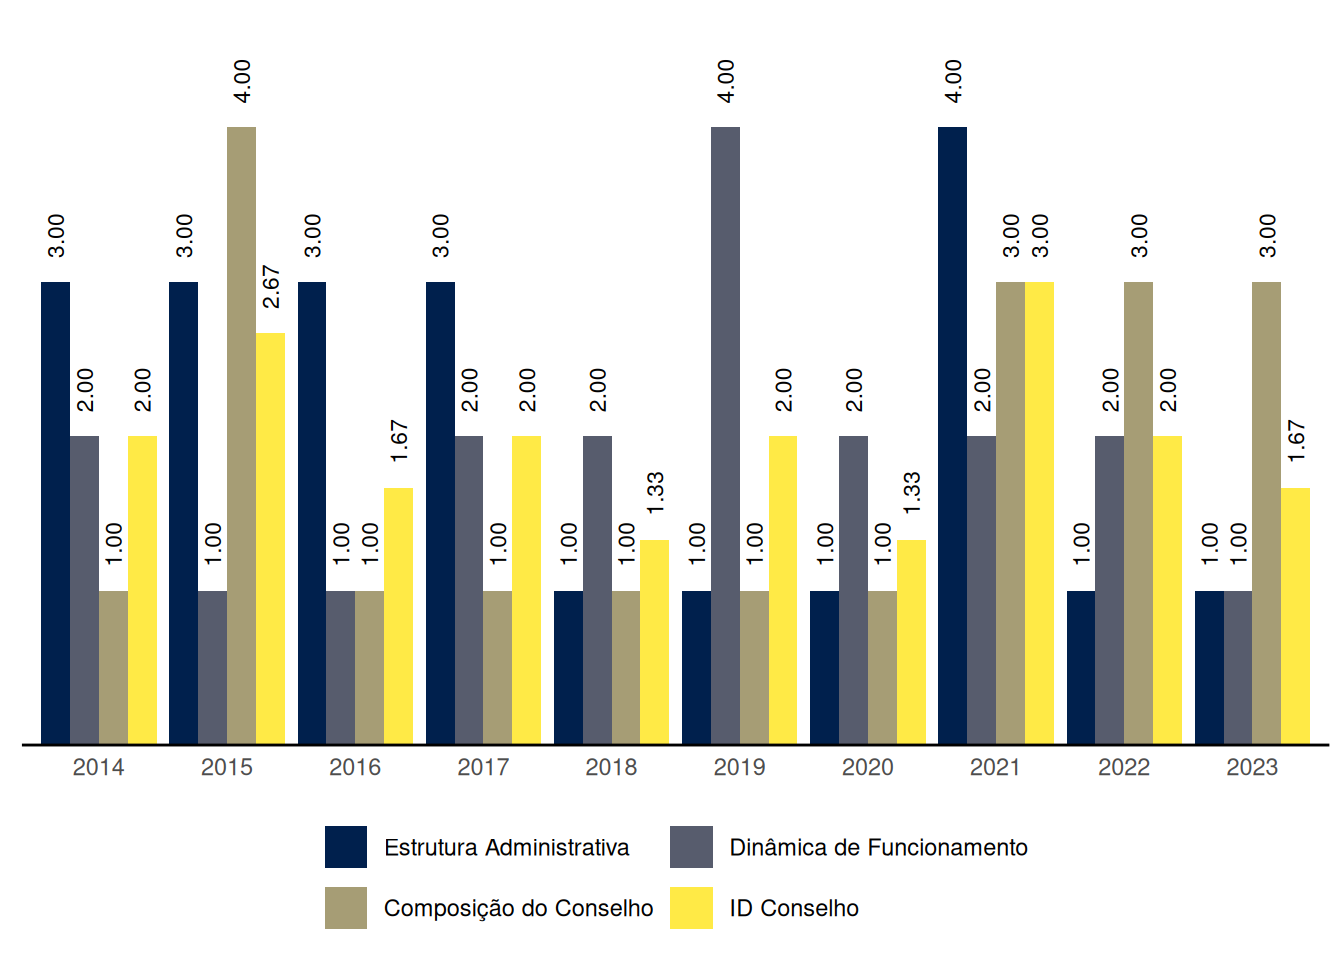 4.00 4.00 4.00
3.00 3.00 3.00 3.00 3.00 3.00 3.00 3.00
2.67
2.00 2.00 2.00 2.00 2.00 2.00 2.00 2.00 2.00 2.00
1.67 1.67
1.33 1.33
1.00 1.00 1.00 1.00 1.00 1.00 1.00 1.00 1.00 1.00 1.00 1.00 1.00 1.00
2014 2015 2016 2017 2018 2019 2020 2021 2022 2023
Estrutura Administrativa Dinâmica de Funcionamento
Composição do Conselho ID Conselho